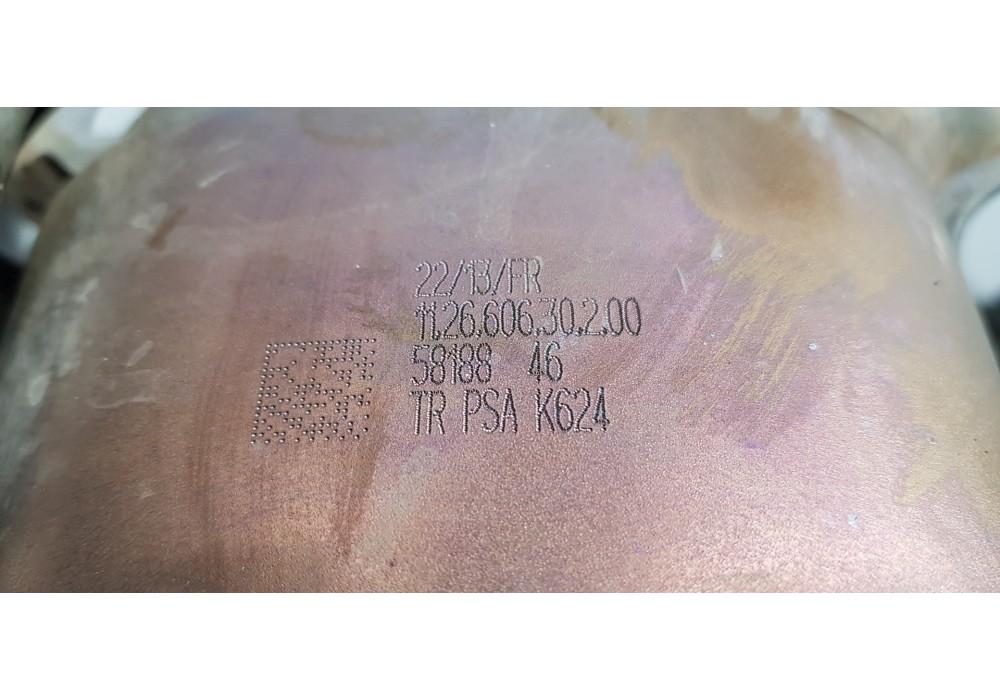 22/13/FR
11.26.606.30.2.00
58188 46
TR PSA K624